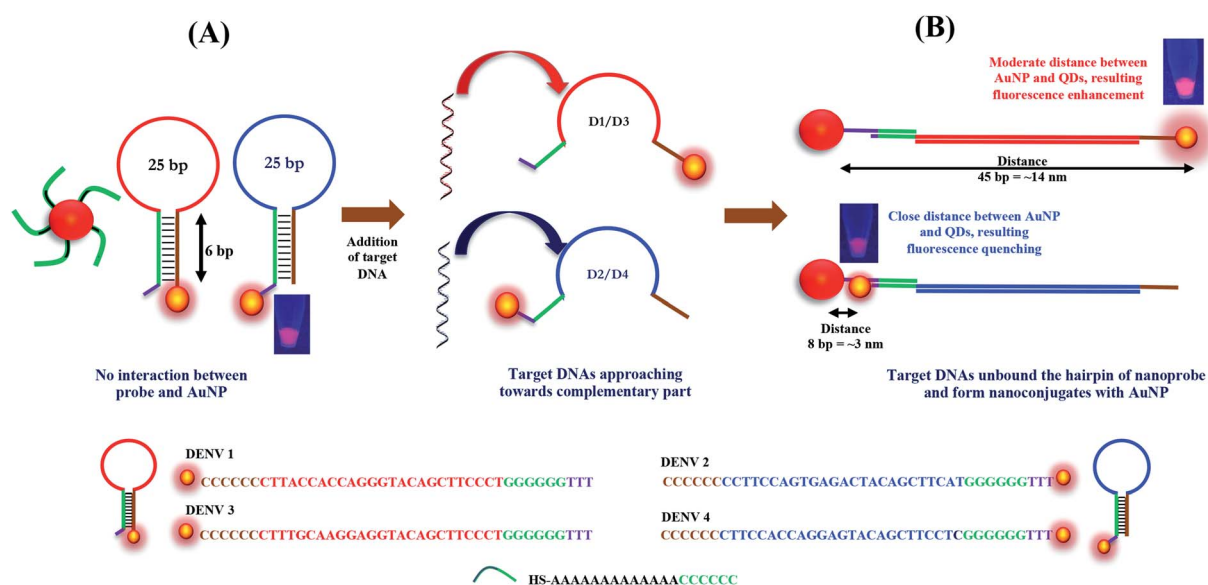 (A)
(B)
25 bp
25 bp
6 bp
No interaction between
probe and AuNP
Addition
of target
DNA
D1/D3
D2/D4
Target DNAs approaching
towards complementary part
Moderate distance between
AuNP and QDs, resulting
fluorescence enhancement
Distance
45 bp = ~14 nm
Close distance between AuNP
and QDs, resulting
fluorescence quenching
Distance
8 bp = ~3 nm
Target DNAs unbound the hairpin of nanoprobe
and form nanoconjugates with AuNP
DENV 1
CCCCCCCTTACCACCAGGGTACAGCTTCCCTGGGGGGTTT
DENV 3
CCCCCCCTTTGCAAGGAGGTACAGCTTCCCTGGGGGGTTT
DENV 2
CCCCCCCCTTCCAGTGAGACTACAGCTTCATGGGGGGTTT
DENV 4
CCCCCCCTTCCACCAGGAGTACAGCTTCCTCGGGGGGTTT
HS-AAAAAAAAAAAAACCCCCC